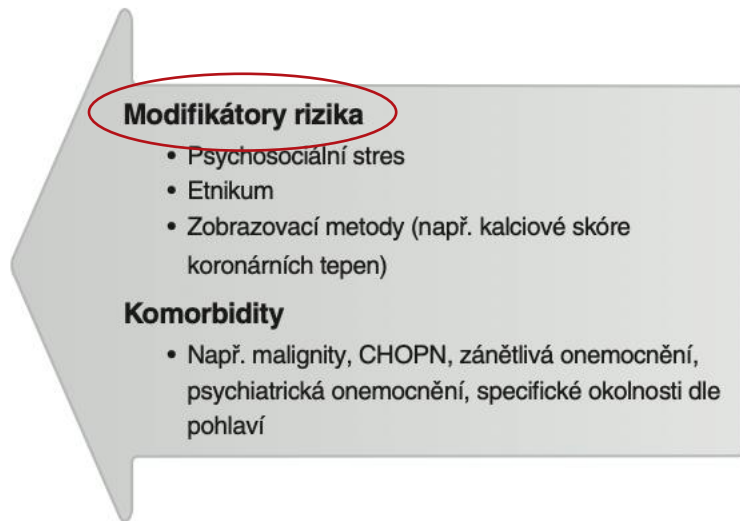 Modifikátory rizika
• Psychosociální stres
• Etnikum
• Zobrazovací metody (např. kalciové skóre
koronárních tepen)
Komorbidity
• Např. malignity, CHOPN, zánětlivá onemocnění,
psychiatrická onemocnění, specifické okolnosti dle
pohlaví